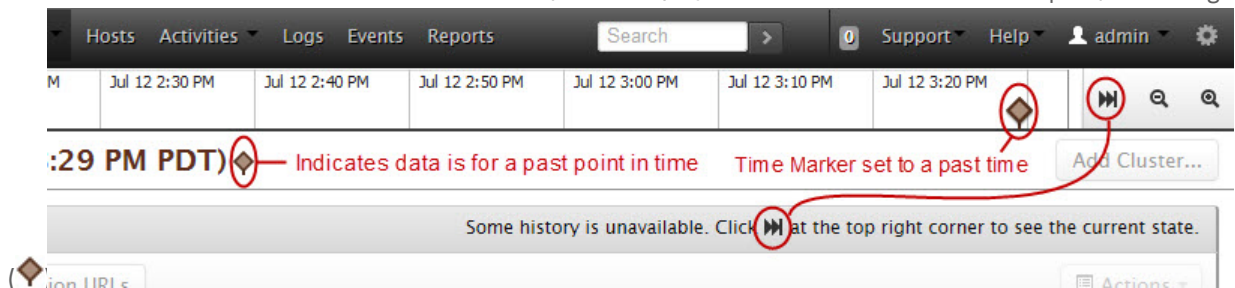 Hosts Activities Logs Events Reports Search 0 Support Help admin
M Jul 12 2:30 PM Jul 12 2:40 PM Jul 12 2:50 PM Jul 12 3:00 PM Jul 12 3:10 PM Jul 12 3:20 PM
:29 PM PDT) Indicates data is for a past point in time Time Marker set to a past time Add Cluster...
Some history is unavailable. Click at the top right corner to see the current state.
( ion URLs Actions